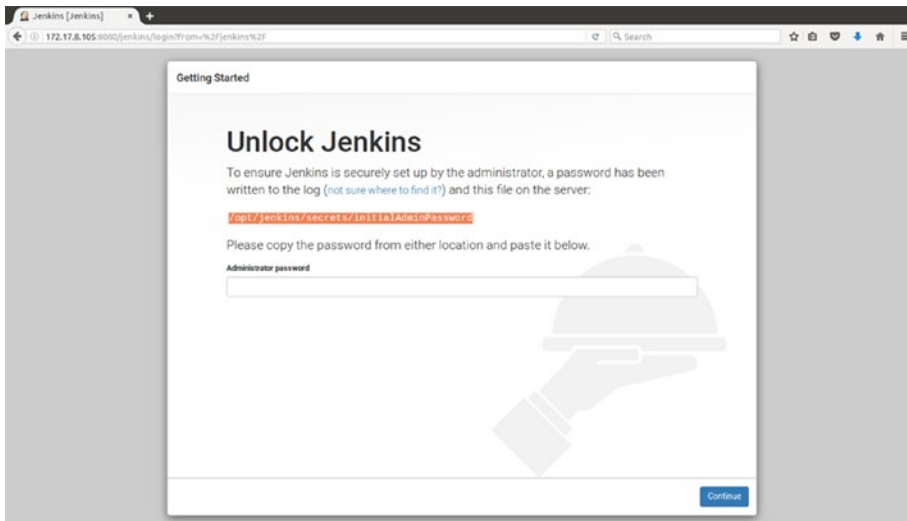 Jenkins [Jenkins]
172.17.8.105:8080/jenkins/login?from=%2Fjenkins%2F
Search
Getting Started
Unlock Jenkins
To ensure Jenkins is securely set up by the administrator, a password has been
written to the log (not sure where to find it?) and this file on the server:
/opt/jenkins/secrets/initialAdminPassword
Please copy the password from either location and paste it below.
Administrator password
Continue